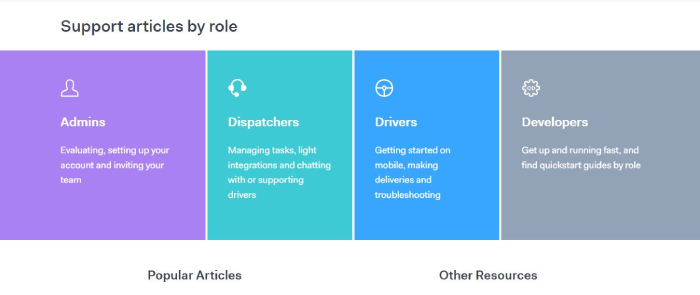 Support articles by role
Admins
Evaluating, setting up your
account and inviting your
team
Dispatchers
Managing tasks, light
integrations and chatting
with or supporting
drivers
Drivers
Getting started on
mobile, making
deliveries and
troubleshooting
Developers
Get up and running fast, and
find quickstart guides by role
Popular Articles
Other Resources